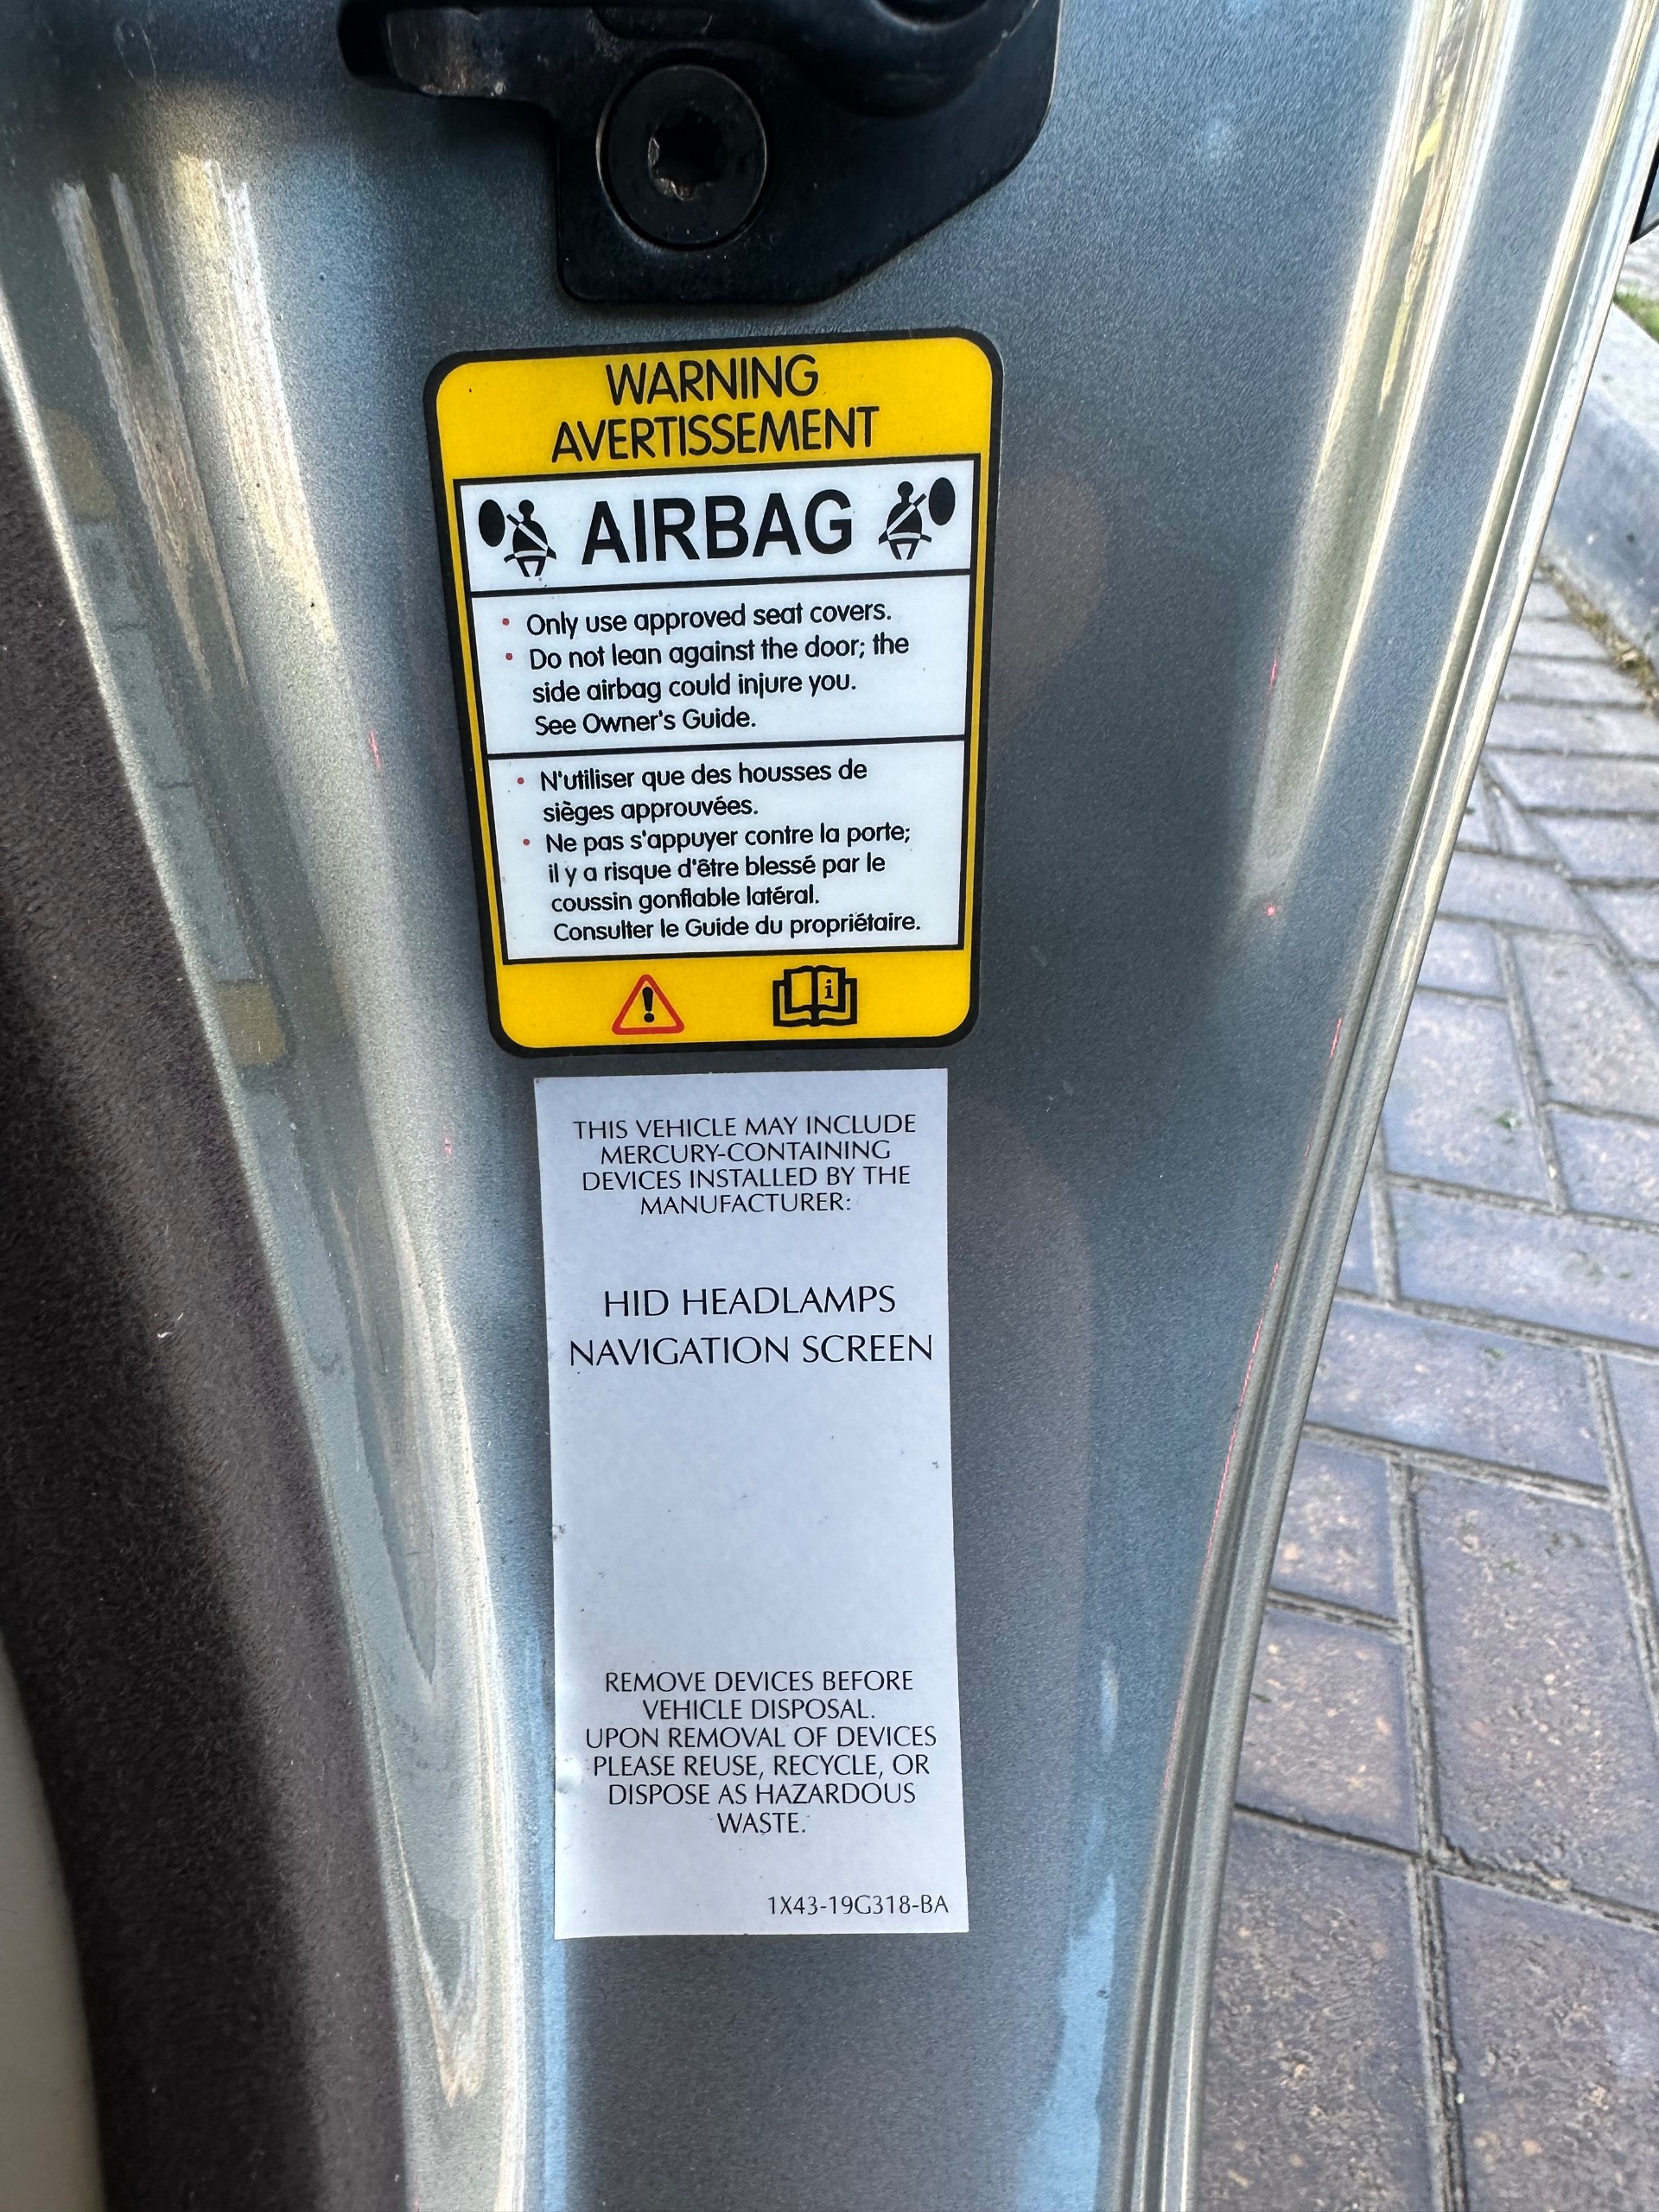 WARNING
AVERTISSEMENT
AIRBAG
• Only use approved seat covers.
• Do not lean against the door; the
side airbag could injure you.
See Owner's Guide.
• N'utiliser que des housses de
sièges approuvées.
• Ne pas s'appuyer contre la porte;
il y a risque d'être blessé par le
coussin gonflable latéral.
Consulter le Guide du propriétaire.
THIS VEHICLE MAY INCLUDE
MERCURY-CONTAINING
DEVICES INSTALLED BY THE
MANUFACTURER:
HID HEADLAMPS
NAVIGATION SCREEN
REMOVE DEVICES BEFORE
VEHICLE DISPOSAL.
UPON REMOVAL OF DEVICES
PLEASE REUSE, RECYCLE, OR
DISPOSE AS HAZARDOUS
WASTE.
1X43-19G318-BA